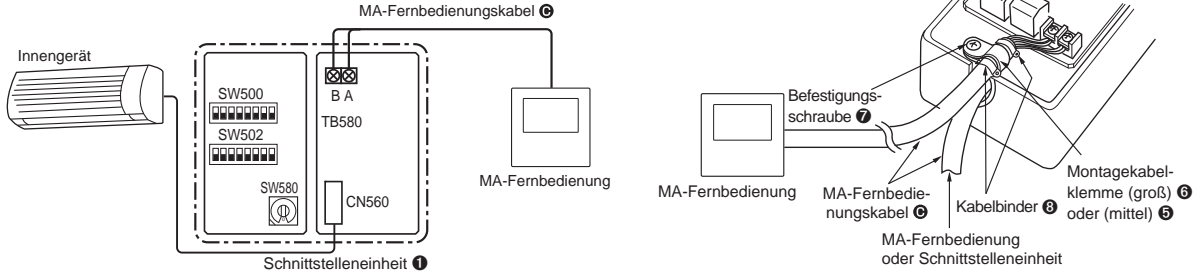 MA-Fernbedienungskabel Ⓒ
Innengerät
SW500
SW502
SW580
B A
TB580
CN560
MA-Fernbedienung
Schnittstelleneinheit ❶
Befestigungs-
schraube ❼
MA-Fernbedienung
MA-Fernbedie-
nungskabel Ⓒ
Kabelbinder ❽
Montagekabel-
klemme (groß) ❻
oder (mittel) ❺
MA-Fernbedienung
oder Schnittstelleneinheit